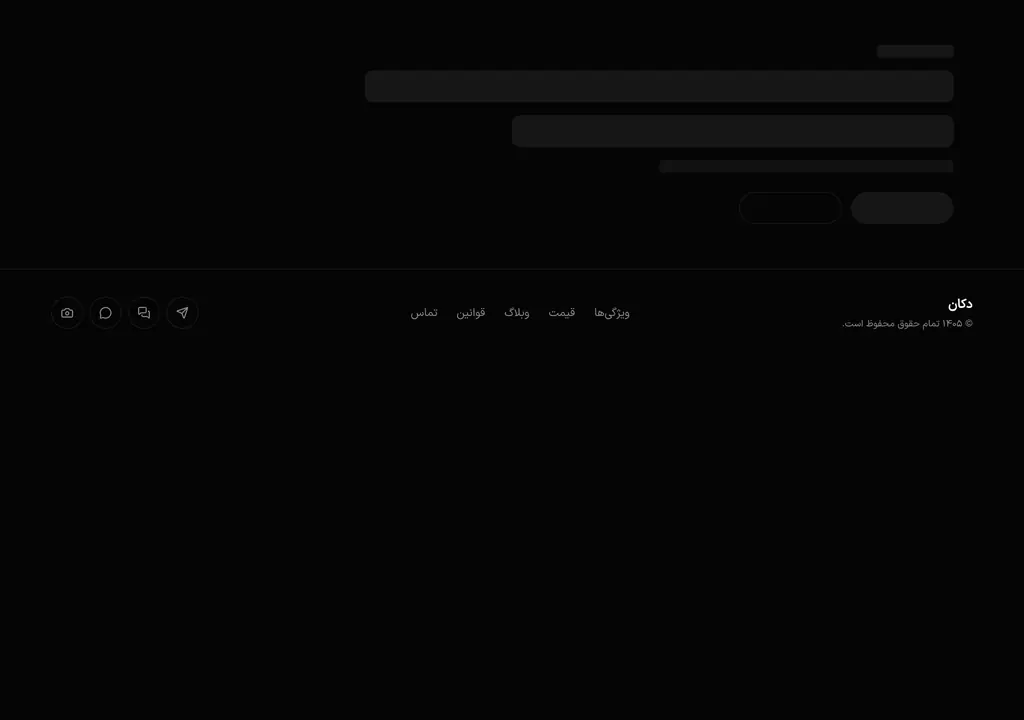 دکان
© ۱۴۰۵ تمام حقوق محفوظ است.
ویژگی‌ها قیمت وبلاگ قوانین تماس